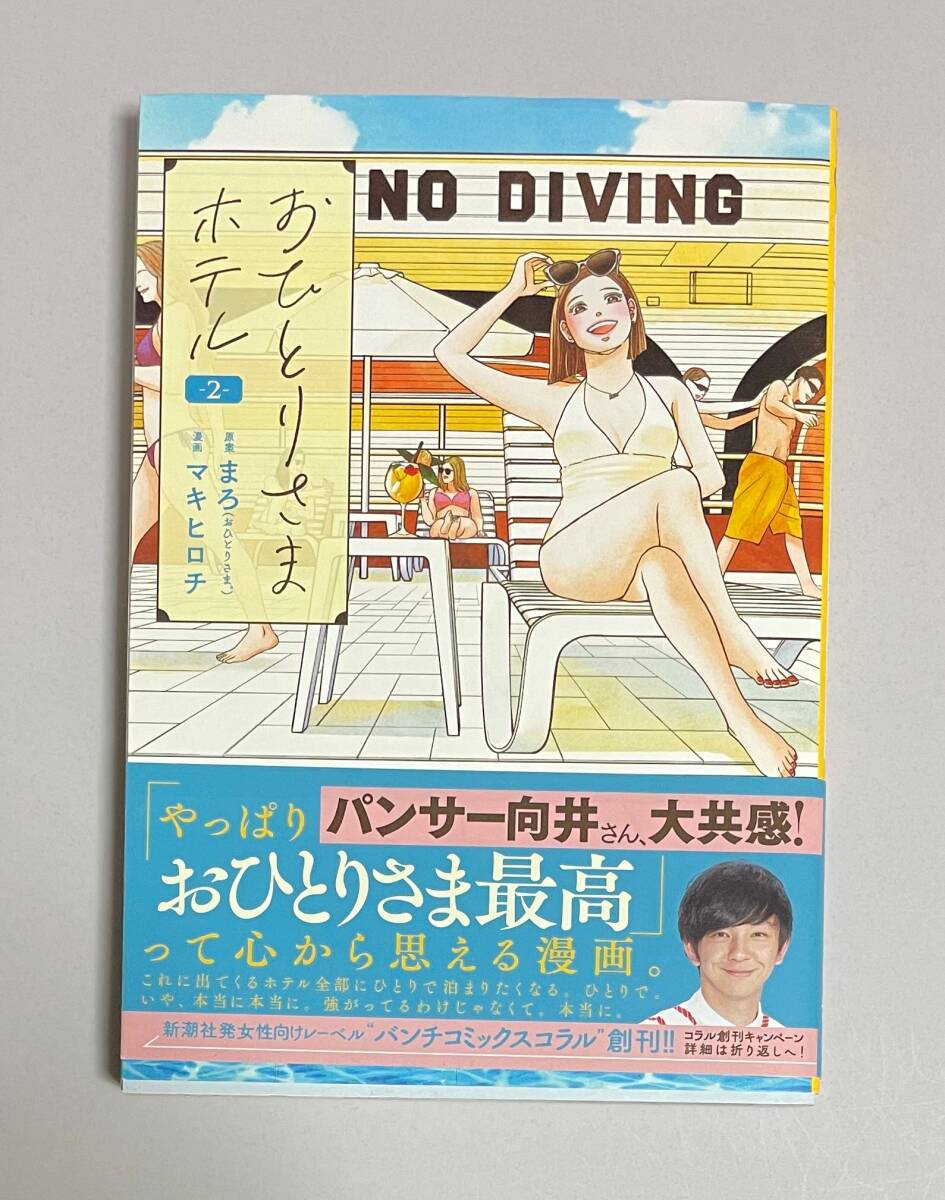 NO DIVING
おひとりさま
ホテル
-2-
原案 まろ(おひとりさま。)
漫画 マキヒロチ
パンサー向井さん、大共感!
「やっぱり
おひとりさま最高」
って心から思える漫画。
これに出てくるホテル全部にひとりで泊まりたくなる。ひとりで。
いや、本当に本当に。強がってるわけじゃなくて。本当に。
新潮社発女性向けレーベル“バンチコミックスコラル”創刊!!
コラル創刊キャンペーン
詳細は折り返しへ!